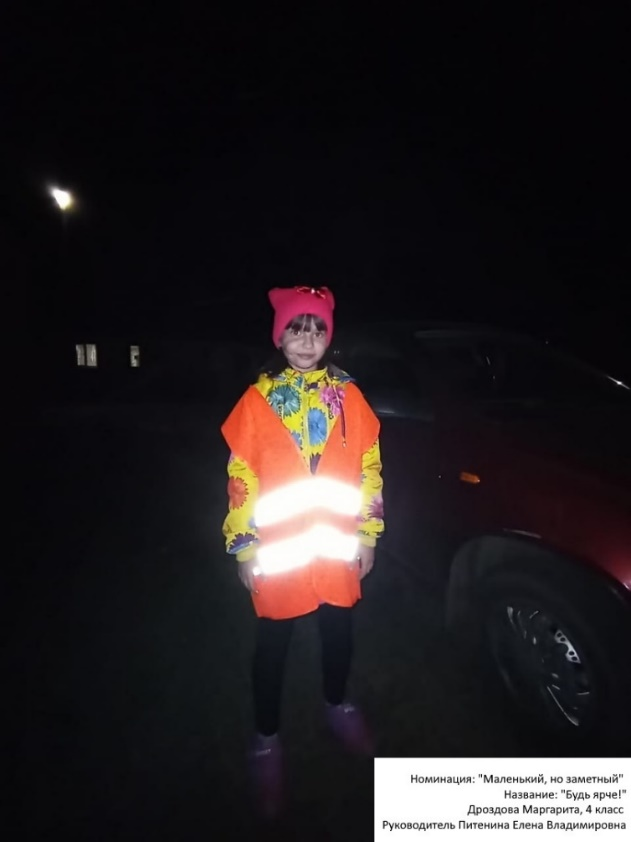 Номинация: "Маленький, но заметный"
Название: "Будь ярче!"
Дроздова Маргарита, 4 класс
Руководитель Питенина Елена Владимировна